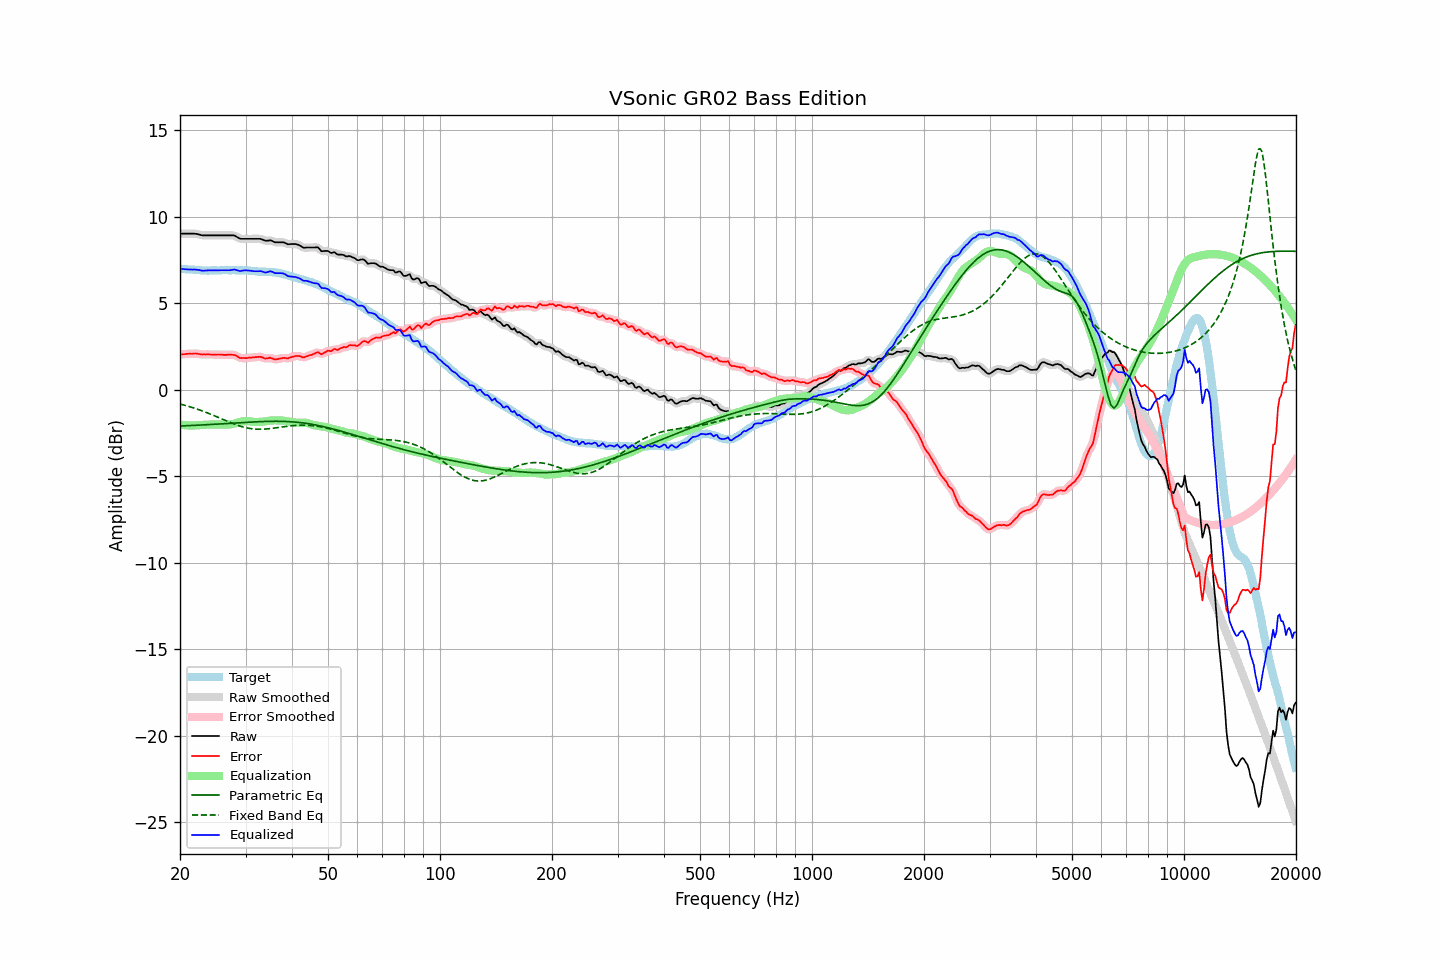 VSonic GR02 Bass Edition
15
10
5
0
−5
−10
−15
−20
−25
Amplitude (dBr)
Target
Raw Smoothed
Error Smoothed
Raw
Error
Equalization
Parametric Eq
Fixed Band Eq
Equalized
20 50 100 200 500 1000 2000 5000 10000 20000
Frequency (Hz)